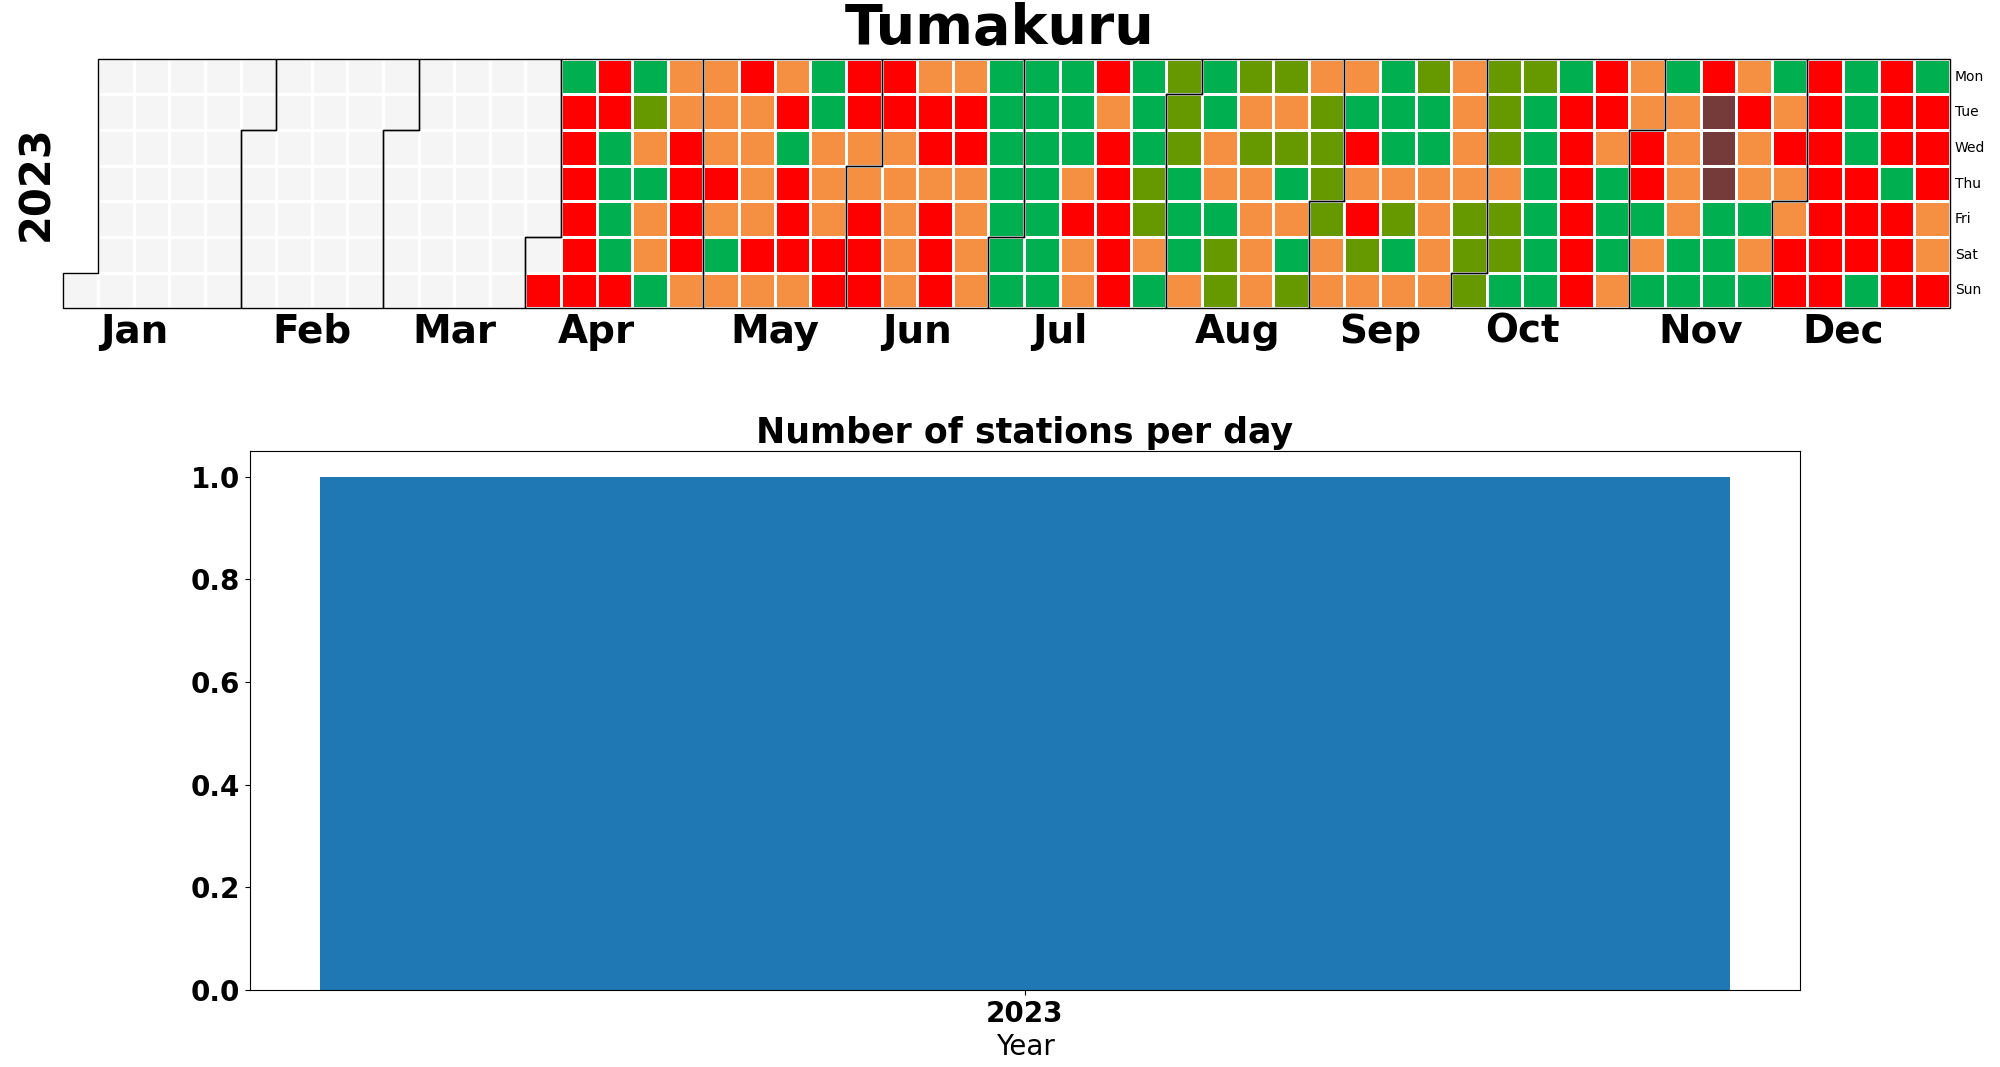 Tumakuru
2023
Mon
Tue
Wed
Thu
Fri
Sat
Sun
Jan Feb Mar Apr May Jun Jul Aug Sep Oct Nov Dec
Number of stations per day
1.0
0.8
0.6
0.4
0.2
0.0
2023
Year